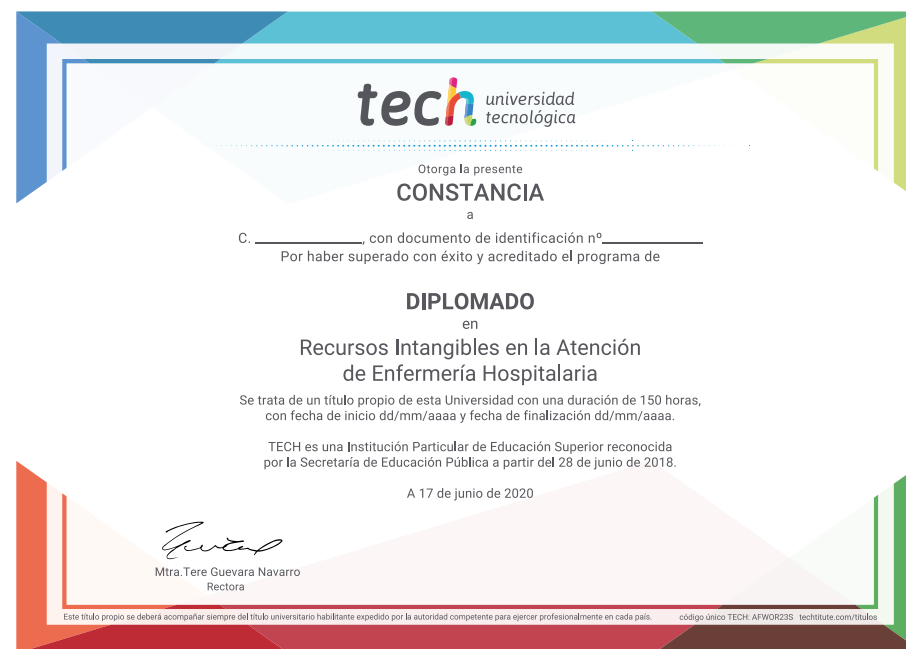 tech universidad
tecnológica
Otorga la presente
CONSTANCIA
a
C. ____________, con documento de identificación nº____________
Por haber superado con éxito y acreditado el programa de
DIPLOMADO
en
Recursos Intangibles en la Atención
de Enfermería Hospitalaria
Se trata de un título propio de esta Universidad con una duración de 150 horas,
con fecha de inicio dd/mm/aaaa y fecha de finalización dd/mm/aaaa.
TECH es una Institución Particular de Educación Superior reconocida
por la Secretaría de Educación Pública a partir del 28 de junio de 2018.
A 17 de junio de 2020
Mtra.Tere Guevara Navarro
Rectora
Este título propio se deberá acompañar siempre del título universitario habilitante expedido por la autoridad competente para ejercer profesionalmente en cada país. código único TECH: AFWOR23S techtitute.com/titulos